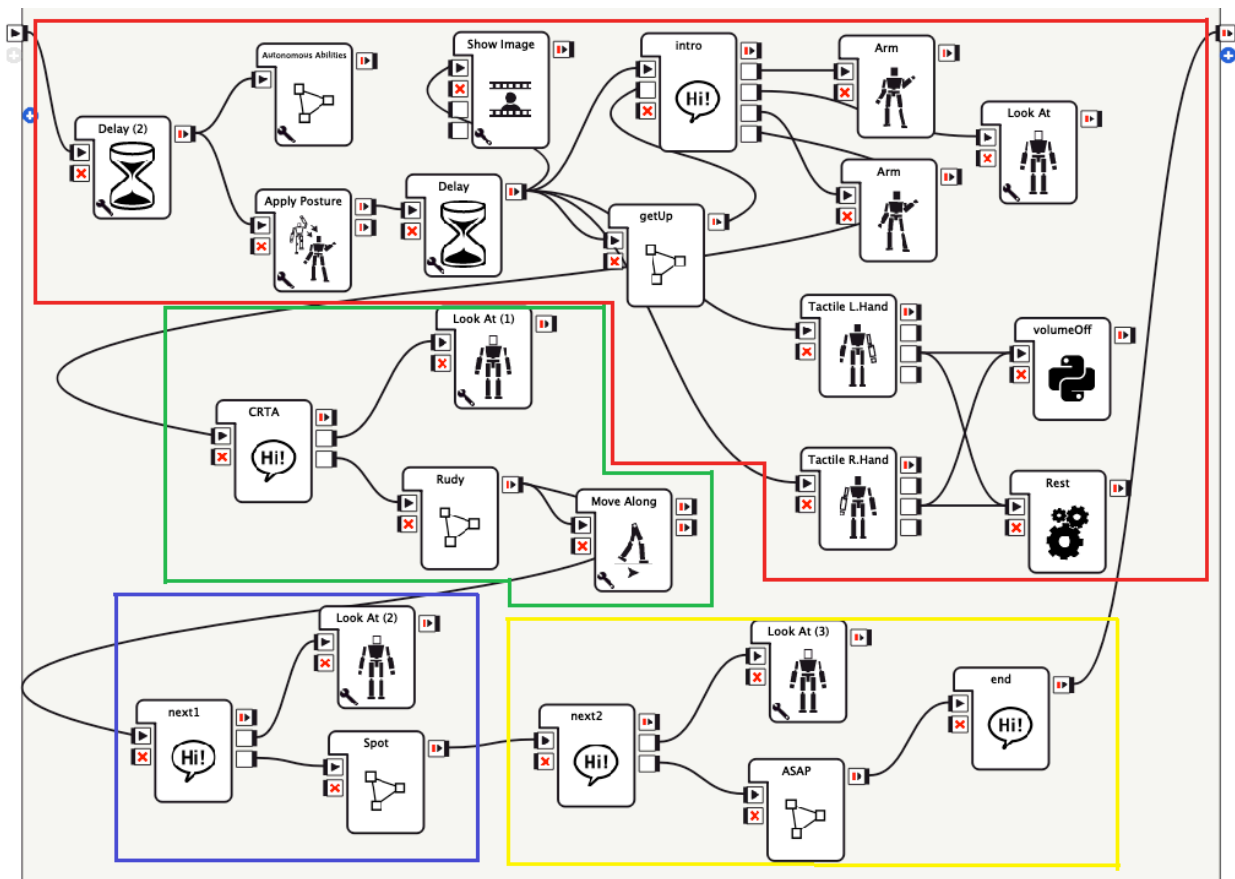 Autonomous Abilities
Show Image
intro
Hi!
Arm
Delay (2)
Look At
Apply Posture
Delay
getUp
Arm
Tactile L.Hand
volumeOff
Look At (1)
CRTA
Hi!
Rudy
Move Along
Tactile R.Hand
Rest
Look At (2)
next1
Hi!
Spot
Look At (3)
next2
Hi!
ASAP
end
Hi!